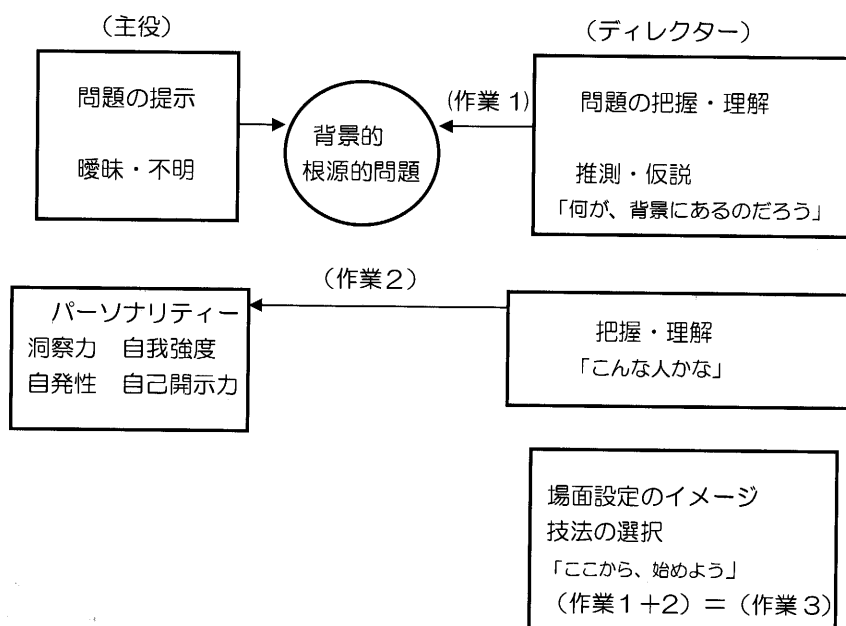 （主役）
問題の提示
曖昧・不明
背景的
根源的問題
(作業１)
（ディレクター）
問題の把握・理解
推測・仮説
「何が、背景にあるのだろう」
パーソナリティー
洞察力　自我強度
自発性　自己開示力
（作業２）
把握・理解
「こんな人かな」
場面設定のイメージ
技法の選択
「ここから、始めよう」
（作業１＋２）＝（作業３）